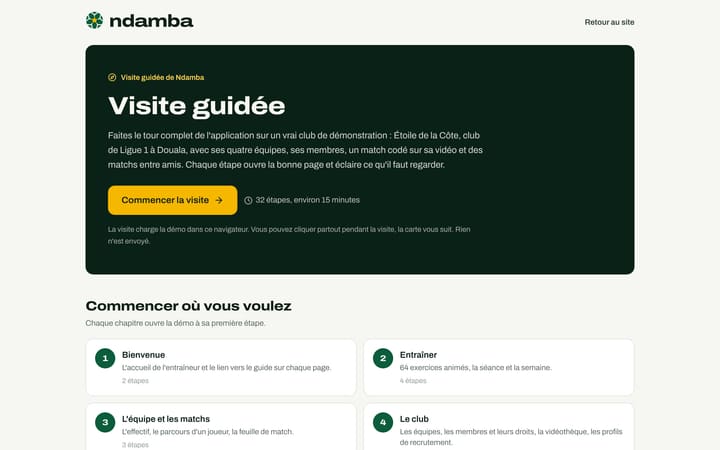 ndamba
Retour au site
Visite guidée de Ndamba
Visite guidée
Faites le tour complet de l'application sur un vrai club de démonstration : Étoile de la Côte, club
de Ligue 1 à Douala, avec ses quatre équipes, ses membres, un match codé sur sa vidéo et des
matchs entre amis. Chaque étape ouvre la bonne page et éclaire ce qu'il faut regarder.
Commencer la visite →
32 étapes, environ 15 minutes
La visite charge la démo dans ce navigateur. Vous pouvez cliquer partout pendant la visite, la carte vous suit. Rien
n'est envoyé.
Commencer où vous voulez
Chaque chapitre ouvre la démo à sa première étape.
1
Bienvenue
L'accueil de l'entraîneur et le lien vers le guide sur chaque page.
2 étapes
2
Entraîner
64 exercices animés, la séance et la semaine.
4 étapes
3
L'équipe et les matchs
L'effectif, le parcours d'un joueur, la feuille de match.
3 étapes
4
Le club
Les équipes, les membres et leurs droits, la vidéothèque, les profils
de recrutement.